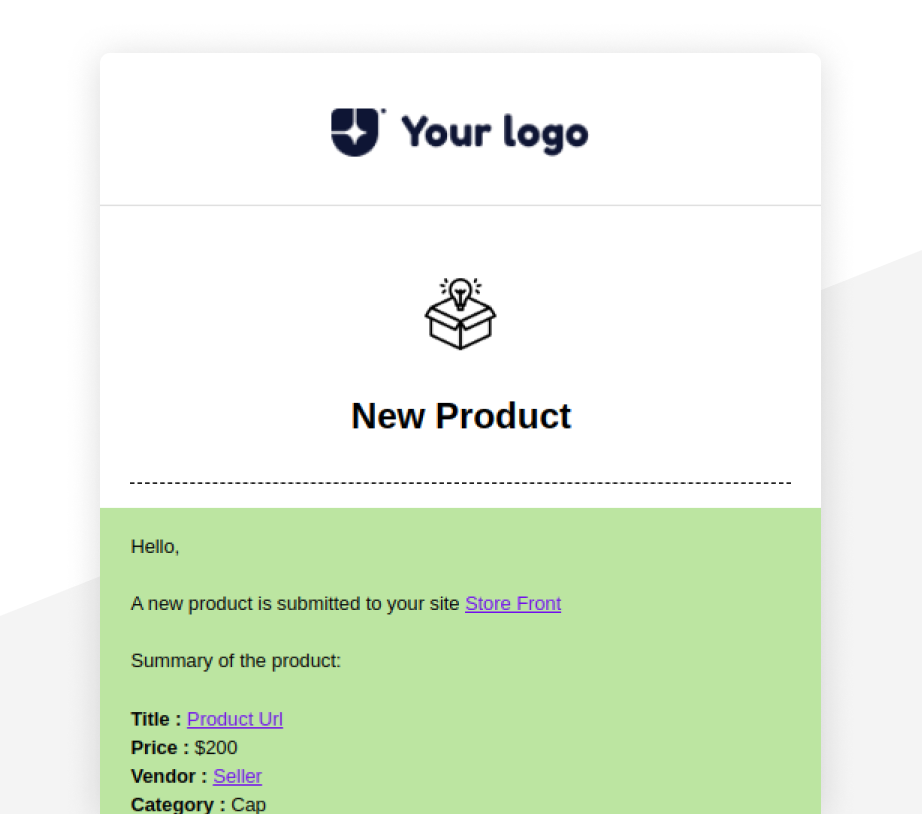 Your logo
New Product
Hello,
A new product is submitted to your site Store Front
Summary of the product:
Title : Product Url
Price : $200
Vendor : Seller
Category : Cap